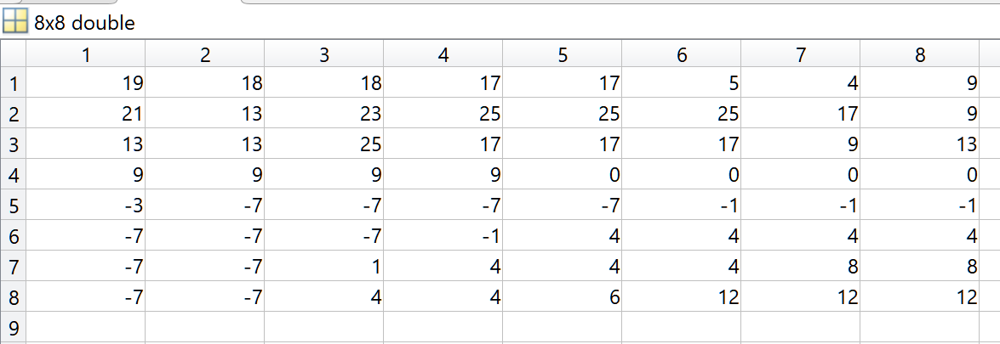 8x8 double
1 2 3 4 5 6 7 8
1 19 18 18 17 17 5 4 9
2 21 13 23 25 25 25 17 9
3 13 13 25 17 17 17 9 13
4 9 9 9 9 0 0 0 0
5 -3 -7 -7 -7 -7 -1 -1 -1
6 -7 -7 -7 -1 4 4 4 4
7 -7 -7 1 4 4 4 8 8
8 -7 -7 4 4 6 12 12 12
9